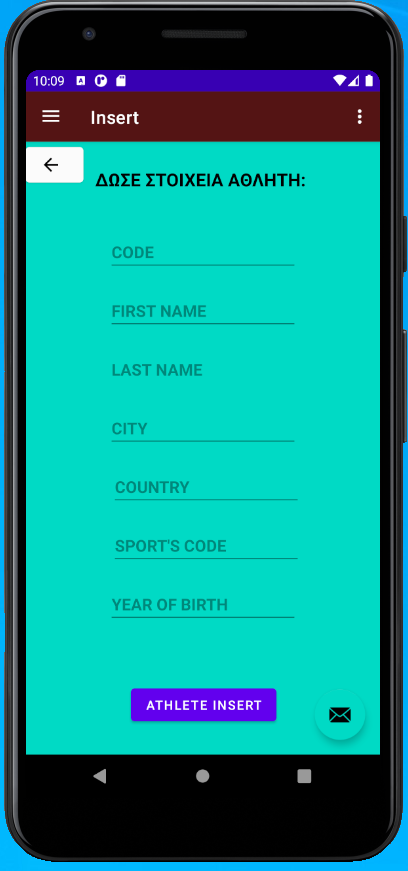 10:09
Insert
ΔΩΣΕ ΣΤΟΙΧΕΙΑ ΑΘΛΗΤΗ:
CODE
FIRST NAME
LAST NAME
CITY
COUNTRY
SPORT'S CODE
YEAR OF BIRTH
ATHLETE INSERT